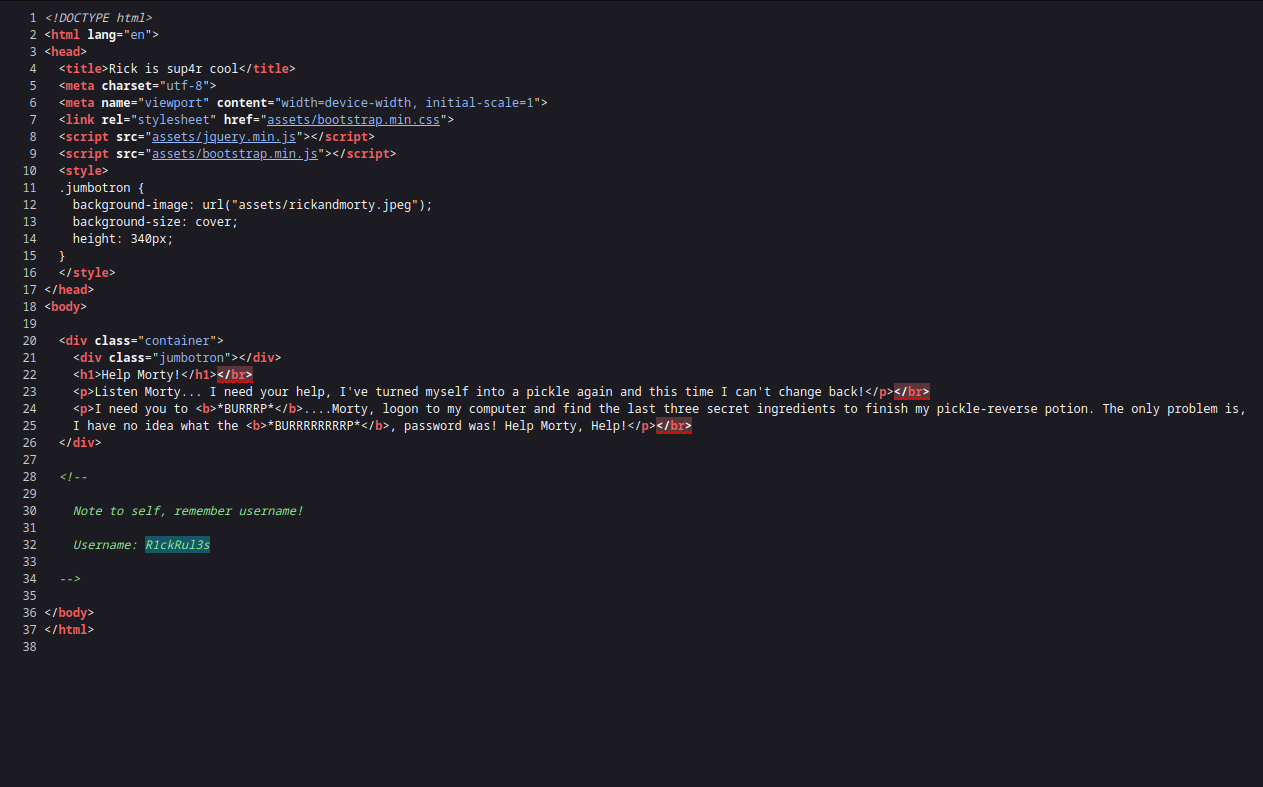 1 <!DOCTYPE html>
2 <html lang="en">
3 <head>
4   <title>Rick is sup4r cool</title>
5   <meta charset="utf-8">
6   <meta name="viewport" content="width=device-width, initial-scale=1">
7   <link rel="stylesheet" href="assets/bootstrap.min.css">
8   <script src="assets/jquery.min.js"></script>
9   <script src="assets/bootstrap.min.js"></script>
10   <style>
11   .jumbotron {
12     background-image: url("assets/rickandmorty.jpeg");
13     background-size: cover;
14     height: 340px;
15   }
16   </style>
17 </head>
18 <body>
19
20   <div class="container">
21     <div class="jumbotron"></div>
22     <h1>Help Morty!</h1></br>
23     <p>Listen Morty... I need your help, I've turned myself into a pickle again and this time I can't change back!</p></br>
24     <p>I need you to <b>*BURRRP*</b>....Morty, logon to my computer and find the last three secret ingredients to finish my pickle-reverse potion. The only problem is,
25     I have no idea what the <b>*BURRRRRRRRP*</b>, password was! Help Morty, Help!</p></br>
26   </div>
27
28   <!--
29
30     Note to self, remember username!
31
32     Username: R1ckRul3s
33
34   -->
35
36 </body>
37 </html>
38